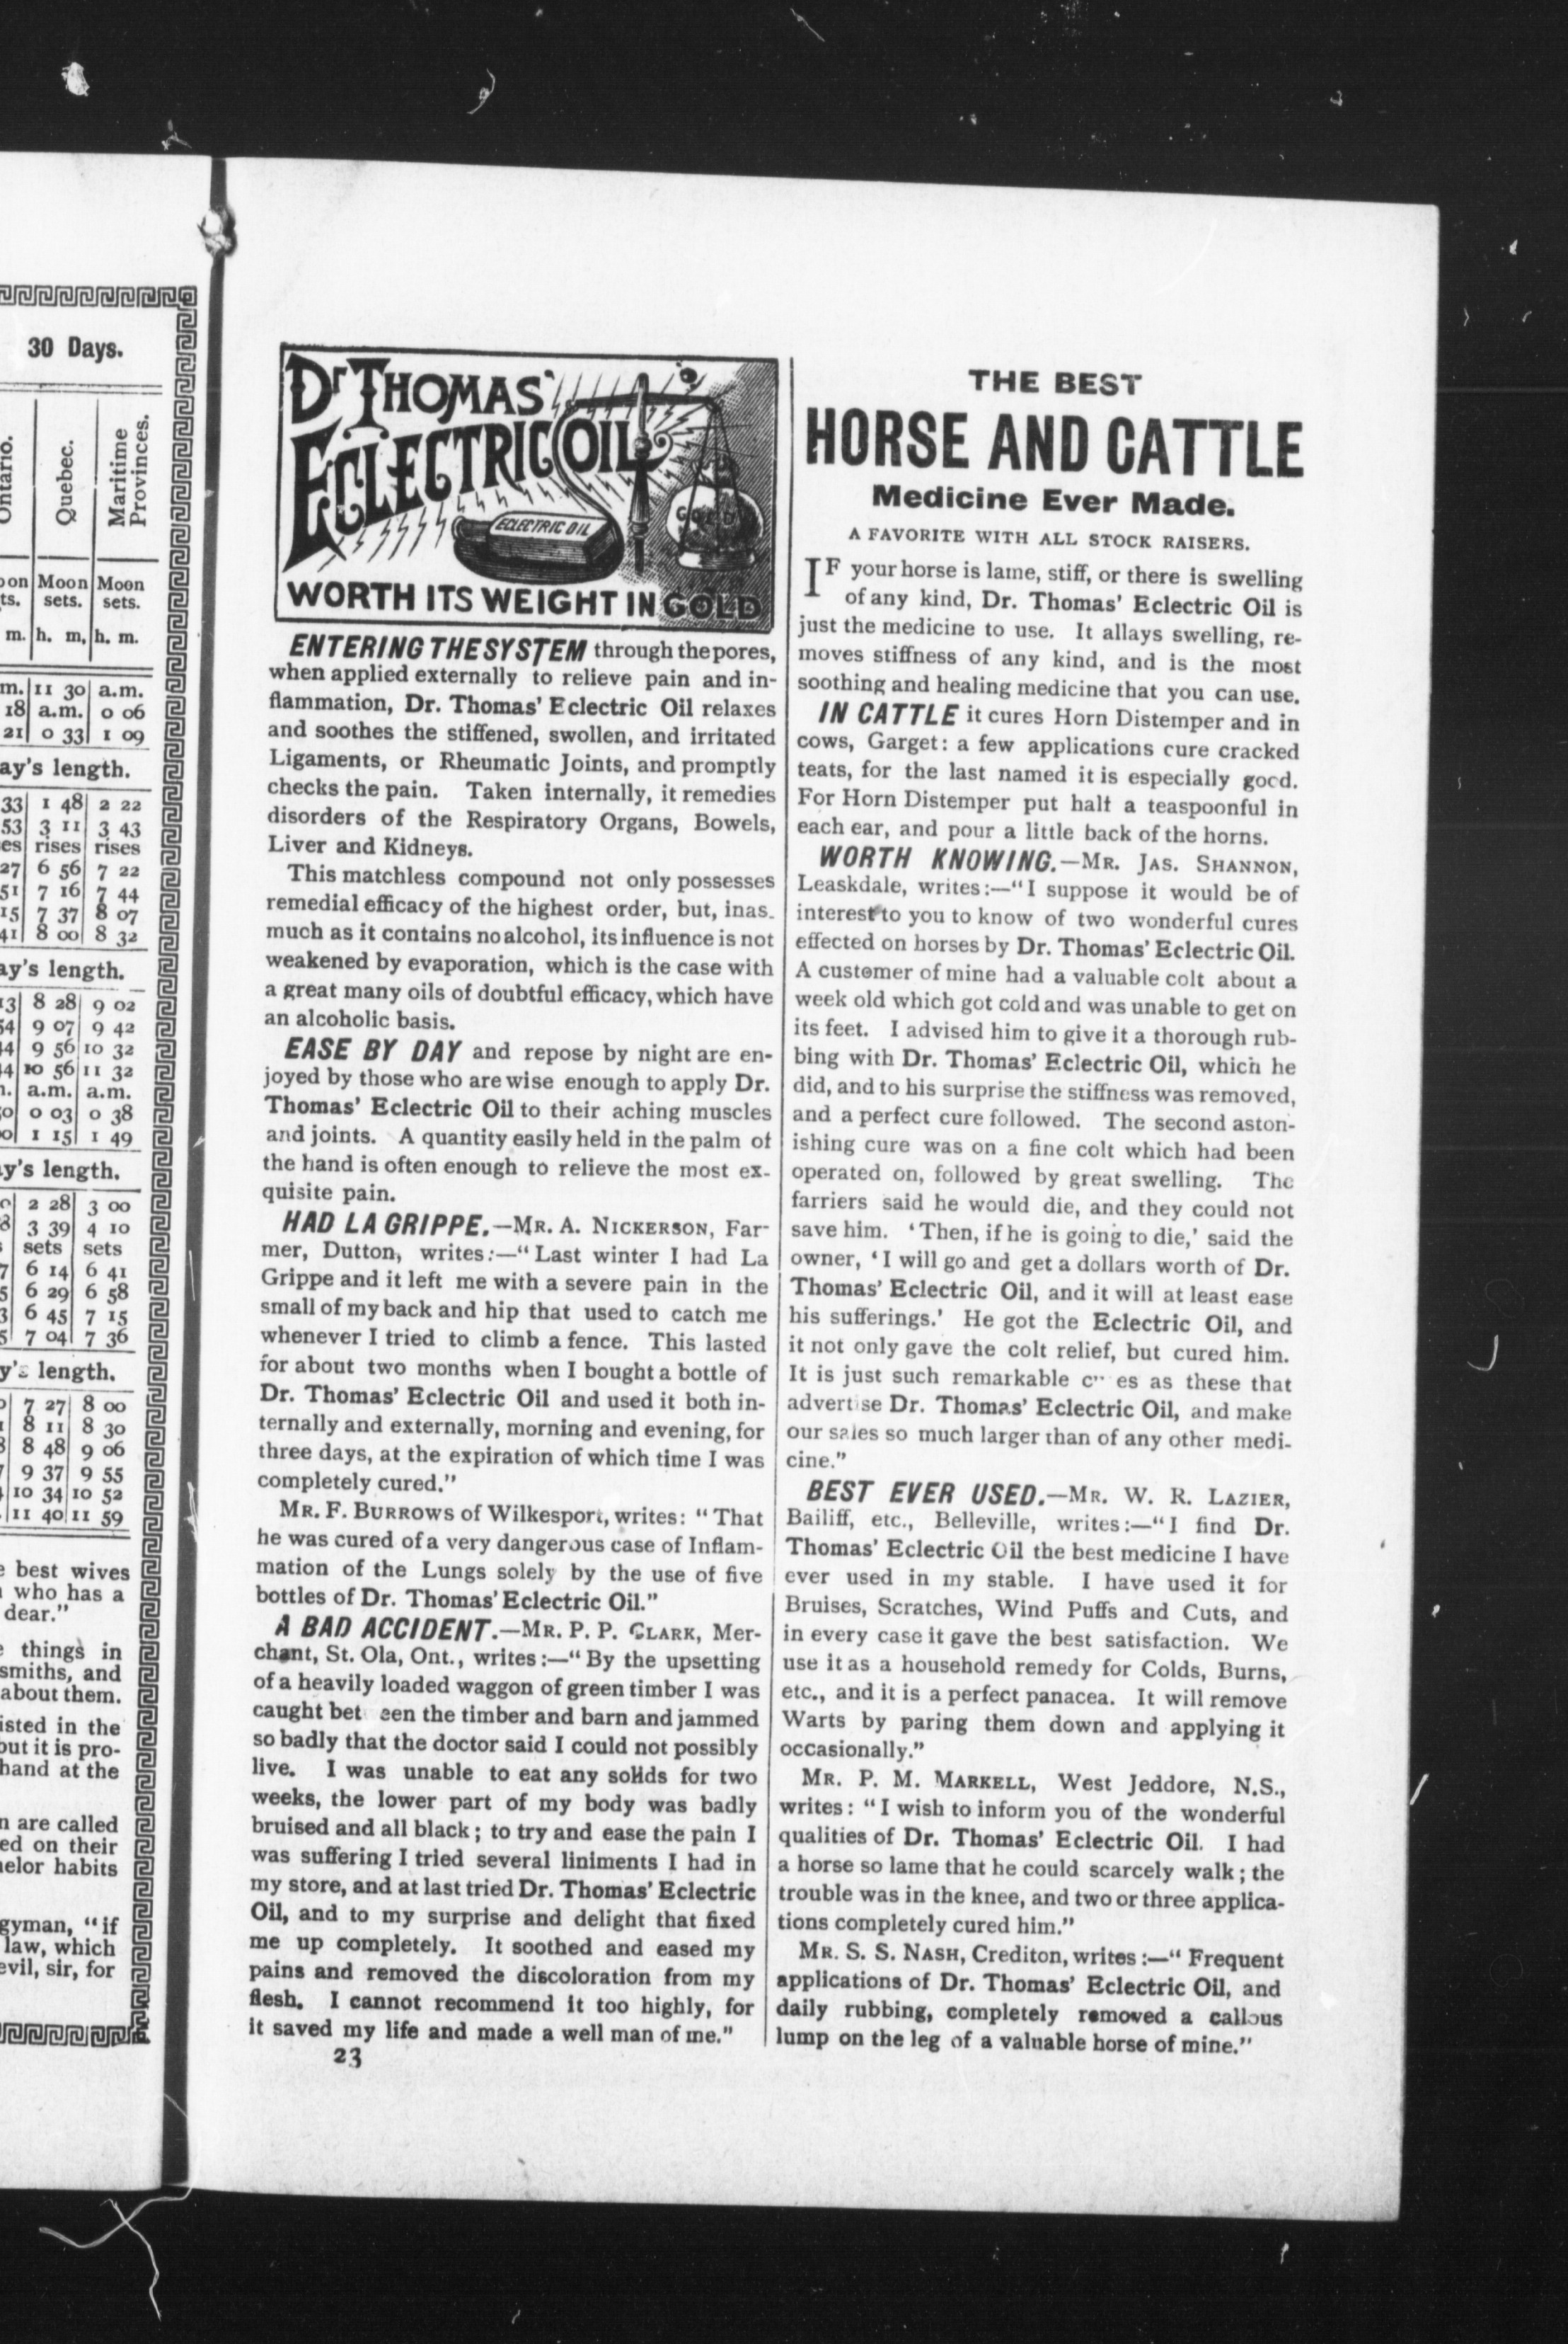 30 Days.
Ontario.
Quebec.
Maritime
Provinces.
Moon Moon
ts. sets. sets.
m. h. m. h. m.
m. 11 30 a.m.
18 a.m. 0 06
21 0 33 1 09
ay's length.
33 1 48 2 22
53 3 11 3 43
es rises rises
27 6 56 7 22
51 7 16 7 44
15 7 37 8 07
41 8 00 8 32
ay's length.
13 8 28 9 02
54 9 07 9 42
44 9 56 10 32
44 10 56 11 32
a.m. a.m.
0 03 0 38
1 15 1 49
y's length.
2 28 3 00
3 39 4 10
sets sets
6 14 6 41
6 29 6 58
6 45 7 15
7 04 7 36
y's length.
7 27 8 00
8 11 8 30
8 48 9 06
9 37 9 55
10 34 10 52
11 40 11 59
best wives
who has a
dear."
things in
smiths, and
about them.
isted in the
but it is pro-
hand at the
n are called
ed on their
elor habits
gyman, "if
law, which
evil, sir, for
Dr THOMAS'
ECLECTRIC OIL
ECLECTRIC OIL
GOLD
WORTH ITS WEIGHT IN GOLD
ENTERING THE SYSTEM through the pores,
when applied externally to relieve pain and in-
flammation, Dr. Thomas' Eclectric Oil relaxes
and soothes the stiffened, swollen, and irritated
Ligaments, or Rheumatic Joints, and promptly
checks the pain. Taken internally, it remedies
disorders of the Respiratory Organs, Bowels,
Liver and Kidneys.
This matchless compound not only possesses
remedial efficacy of the highest order, but, inas-
much as it contains no alcohol, its influence is not
weakened by evaporation, which is the case with
a great many oils of doubtful efficacy, which have
an alcoholic basis.
EASE BY DAY and repose by night are en-
joyed by those who are wise enough to apply Dr.
Thomas' Eclectric Oil to their aching muscles
and joints. A quantity easily held in the palm of
the hand is often enough to relieve the most ex-
quisite pain.
HAD LA GRIPPE.—MR. A. NICKERSON, Far-
mer, Dutton, writes:—"Last winter I had La
Grippe and it left me with a severe pain in the
small of my back and hip that used to catch me
whenever I tried to climb a fence. This lasted
for about two months when I bought a bottle of
Dr. Thomas' Eclectric Oil and used it both in-
ternally and externally, morning and evening, for
three days, at the expiration of which time I was
completely cured."
MR. F. BURROWS of Wilkesport, writes: "That
he was cured of a very dangerous case of Inflam-
mation of the Lungs solely by the use of five
bottles of Dr. Thomas' Eclectric Oil."
A BAD ACCIDENT.—MR. P. P. CLARK, Mer-
chant, St. Ola, Ont., writes:—"By the upsetting
of a heavily loaded waggon of green timber I was
caught bet een the timber and barn and jammed
so badly that the doctor said I could not possibly
live. I was unable to eat any solids for two
weeks, the lower part of my body was badly
bruised and all black; to try and ease the pain I
was suffering I tried several liniments I had in
my store, and at last tried Dr. Thomas' Eclectric
Oil, and to my surprise and delight that fixed
me up completely. It soothed and eased my
pains and removed the discoloration from my
flesh. I cannot recommend it too highly, for
it saved my life and made a well man of me."
23
THE BEST
HORSE AND CATTLE
Medicine Ever Made.
A FAVORITE WITH ALL STOCK RAISERS.
IF your horse is lame, stiff, or there is swelling
of any kind, Dr. Thomas' Eclectric Oil is
just the medicine to use. It allays swelling, re-
moves stiffness of any kind, and is the most
soothing and healing medicine that you can use.
IN CATTLE it cures Horn Distemper and in
cows, Garget: a few applications cure cracked
teats, for the last named it is especially good.
For Horn Distemper put half a teaspoonful in
each ear, and pour a little back of the horns.
WORTH KNOWING.—MR. JAS. SHANNON,
Leaskdale, writes:—"I suppose it would be of
interest to you to know of two wonderful cures
effected on horses by Dr. Thomas' Eclectric Oil.
A customer of mine had a valuable colt about a
week old which got cold and was unable to get on
its feet. I advised him to give it a thorough rub-
bing with Dr. Thomas' Eclectric Oil, which he
did, and to his surprise the stiffness was removed,
and a perfect cure followed. The second aston-
ishing cure was on a fine colt which had been
operated on, followed by great swelling. The
farriers said he would die, and they could not
save him. 'Then, if he is going to die,' said the
owner, 'I will go and get a dollars worth of Dr.
Thomas' Eclectric Oil, and it will at least ease
his sufferings.' He got the Eclectric Oil, and
it not only gave the colt relief, but cured him.
It is just such remarkable c es as these that
advertise Dr. Thomas' Eclectric Oil, and make
our sales so much larger than of any other medi-
cine."
BEST EVER USED.—MR. W. R. LAZIER,
Bailiff, etc., Belleville, writes:—"I find Dr.
Thomas' Eclectric Oil the best medicine I have
ever used in my stable. I have used it for
Bruises, Scratches, Wind Puffs and Cuts, and
in every case it gave the best satisfaction. We
use it as a household remedy for Colds, Burns,
etc., and it is a perfect panacea. It will remove
Warts by paring them down and applying it
occasionally."
MR. P. M. MARKELL, West Jeddore, N.S.,
writes: "I wish to inform you of the wonderful
qualities of Dr. Thomas' Eclectric Oil. I had
a horse so lame that he could scarcely walk; the
trouble was in the knee, and two or three applica-
tions completely cured him."
MR. S. S. NASH, Crediton, writes:—"Frequent
applications of Dr. Thomas' Eclectric Oil, and
daily rubbing, completely removed a callous
lump on the leg of a valuable horse of mine."